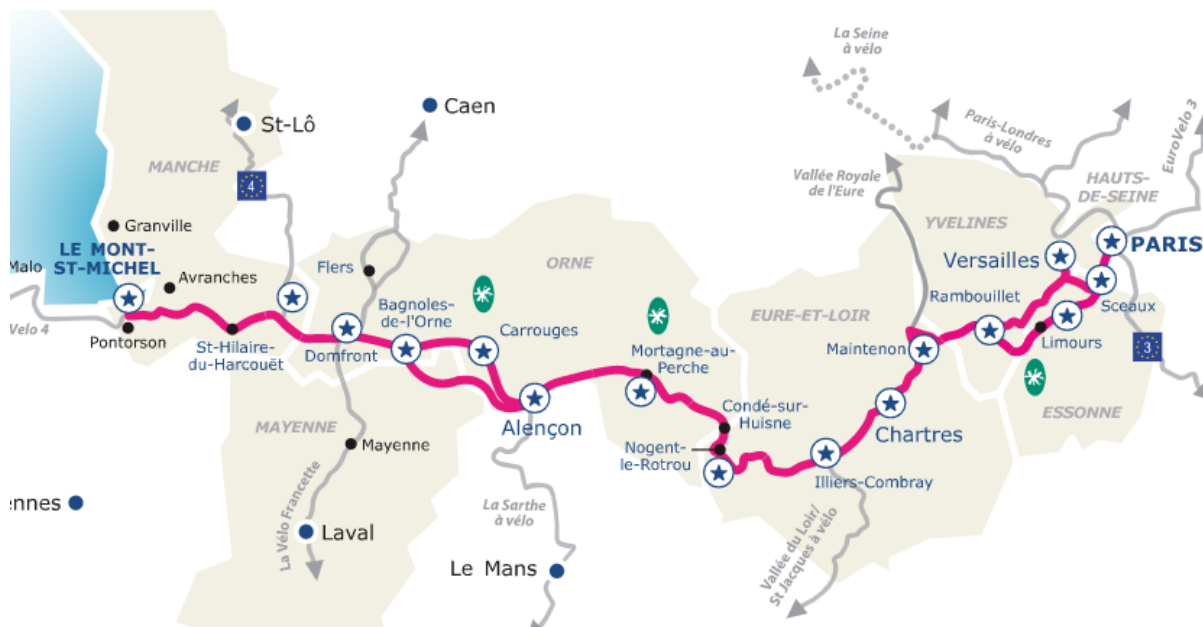 La Seine
à vélo
Caen
St-Lô
Paris-Londres
à vélo
EuroVelo 3
MANCHE
4
Vallée Royale
de l'Eure
HAUTS-
DE-SEINE
YVELINES
Granville
LE MONT-
ST-MICHEL
PARIS
Versailles
Malo
Avranches
Flers
ORNE
Bagnoles-
de-l'Orne
Rambouillet
Sceaux
Velo 4
Pontorson
St-Hilaire-
du-Harcouët
Domfront
Carrouges
EURE-ET-LOIR
Maintenon
Limours
3
Mortagne-au-
Perche
Condé-sur-
Huisne
ESSONNE
MAYENNE
Mayenne
Alençon
Chartres
Nogent-
le-Rotrou
Illiers-Combray
ennes
La Vélo Francette
Laval
La Sarthe
à vélo
Le Mans
Vallée du Loir/
St Jacques à vélo